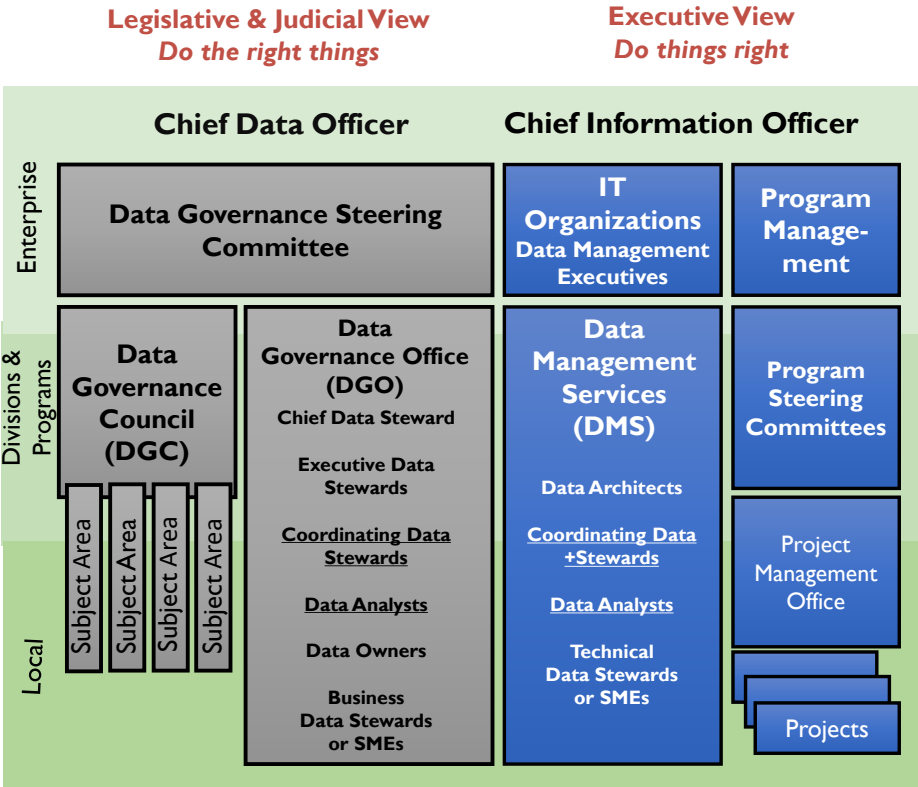 Legislative & Judicial View
Do the right things
Executive View
Do things right
Chief Data Officer
Chief Information Officer
Enterprise
Data Governance Steering
Committee
IT
Organizations
Data Management
Executives
Program
Manage-
ment
Divisions &
Programs
Data
Governance
Council
(DGC)
Subject Area
Subject Area
Subject Area
Subject Area
Data
Governance Office
(DGO)
Chief Data Steward
Executive Data
Stewards
Coordinating Data
Stewards
Data Analysts
Data Owners
Business
Data Stewards
or SMEs
Data
Management
Services
(DMS)
Data Architects
Coordinating Data
+Stewards
Data Analysts
Technical
Data Stewards
or SMEs
Program
Steering
Committees
Project
Management
Office
Projects
Local